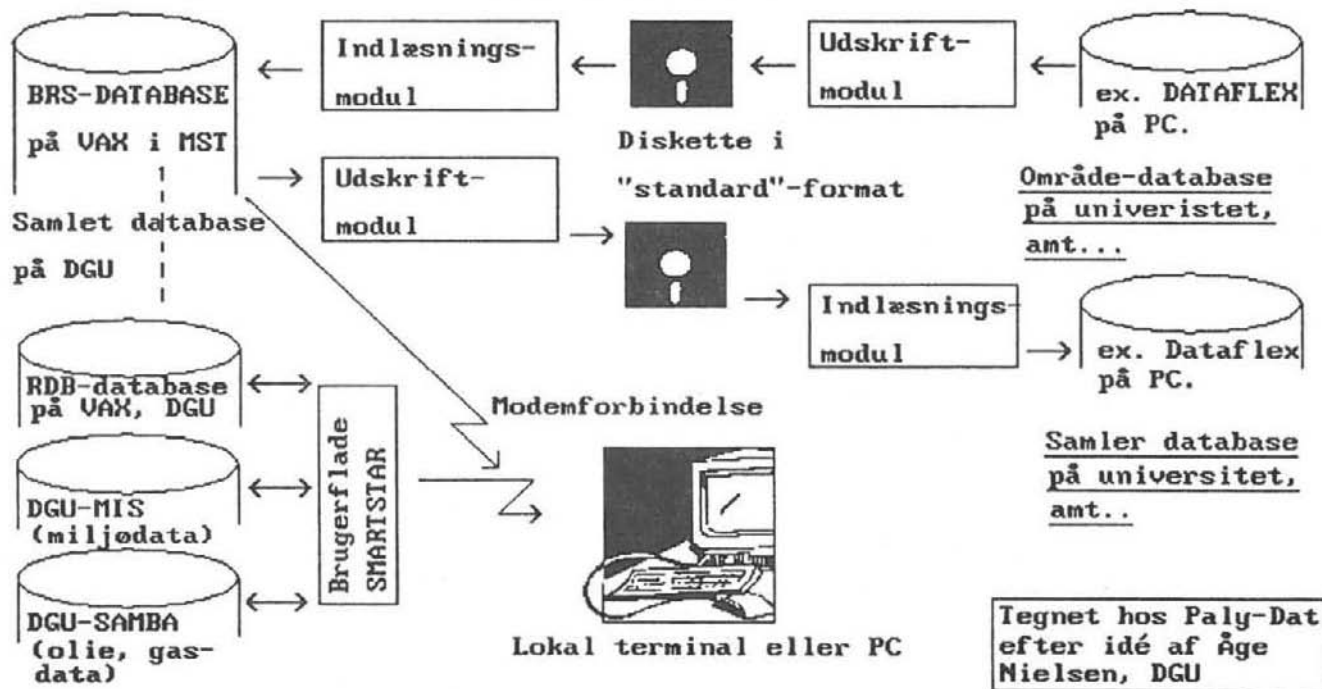 BRS-DATABASE
på VAX i MST
Samlet database
på DGU
Indlæsnings-
modul
Udskrift-
modul
Diskette i
"standard"-format
Udskrift-
modul
ex. DATAFLEX
på PC.
Område-database
på univeristet,
amt...
Indlæsnings-
modul
ex. Dataflex
på PC.
Samler database
på universitet,
amt..
RDB-database
på VAX, DGU
DGU-MIS
(miljødata)
DGU-SAMBA
(olie, gas-
data)
Brugerflade
SMARTSTAR
Modemforbindelse
Lokal terminal eller PC
Tegnet hos Paly-Dat
efter idé af Åge
Nielsen, DGU